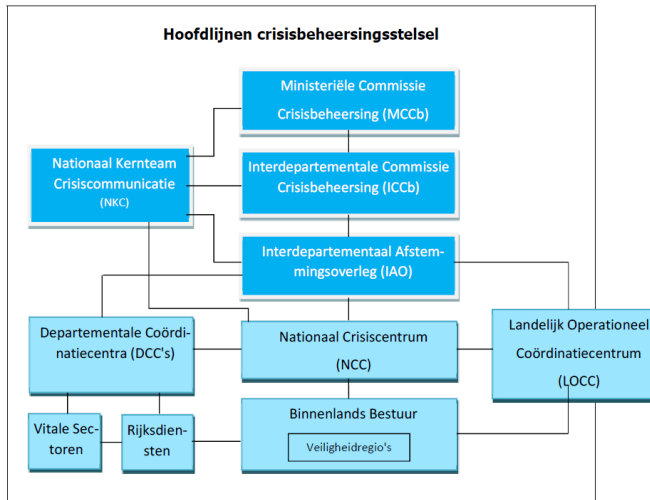 Hoofdlijnen crisisbeheersingsstelsel
Ministeriële Commissie
Crisisbeheersing (MCCb)
Nationaal Kernteam
Crisiscommunicatie
(NKC)
Interdepartementale Commissie
Crisisbeheersing (ICCb)
Interdepartementaal Afstem-
mingsoverleg (IAO)
Departementale Coördi-
natiecentra (DCC's)
Nationaal Crisiscentrum
(NCC)
Landelijk Operationeel
Coördinatiecentrum
(LOCC)
Vitale Sec-
toren
Rijksdien-
sten
Binnenlands Bestuur
Veiligheidregio's